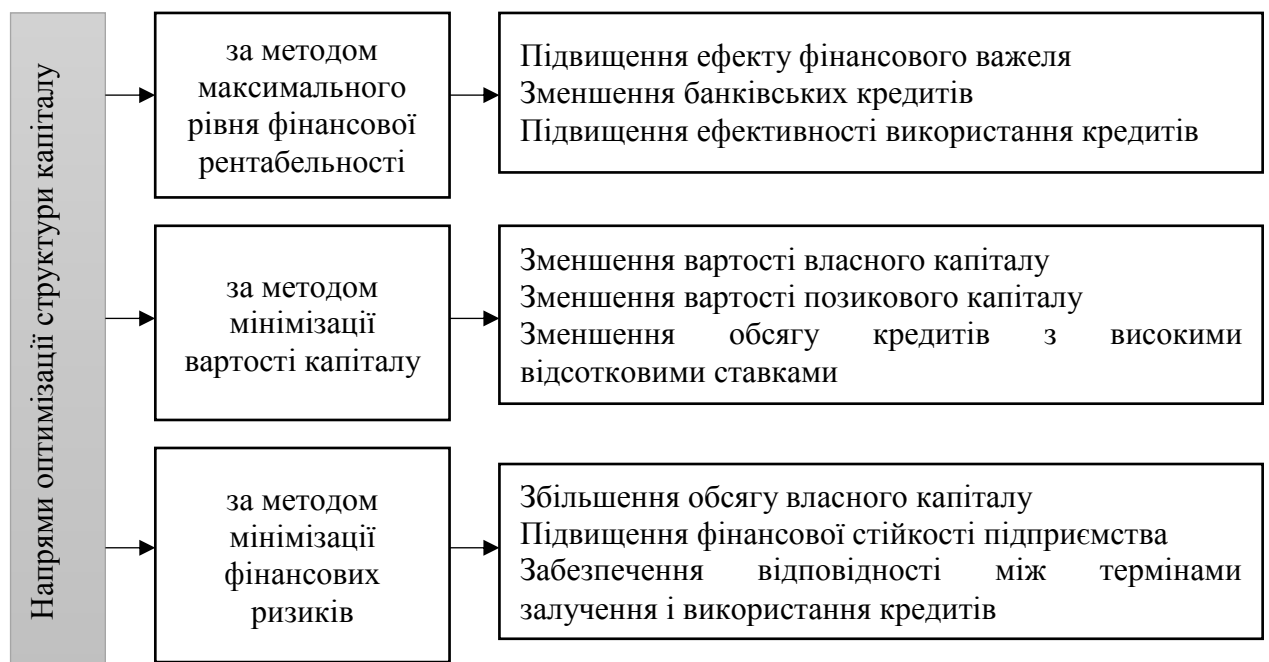 Напрями оптимізації структури капіталу
за методом
максимального
рівня фінансової
рентабельності
Підвищення ефекту фінансового важеля
Зменшення банківських кредитів
Підвищення ефективності використання кредитів
за методом
мінімізації
вартості капіталу
Зменшення вартості власного капіталу
Зменшення вартості позикового капіталу
Зменшення обсягу кредитів з високими
відсотковими ставками
за методом
мінімізації
фінансових
ризиків
Збільшення обсягу власного капіталу
Підвищення фінансової стійкості підприємства
Забезпечення відповідності між термінами
залучення і використання кредитів